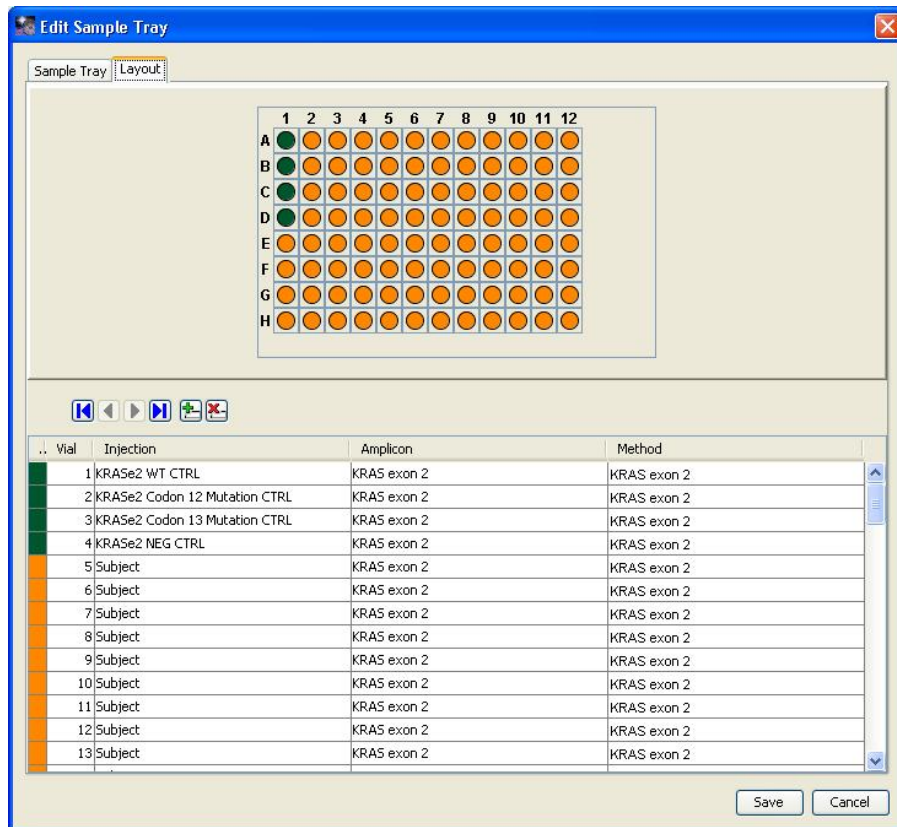 Edit Sample Tray
Sample Tray Layout
1 2 3 4 5 6 7 8 9 10 11 12
A
B
C
D
E
F
G
H
.. Vial Injection Amplicon Method
1 KRASe2 WT CTRL KRAS exon 2 KRAS exon 2
2 KRASe2 Codon 12 Mutation CTRL KRAS exon 2 KRAS exon 2
3 KRASe2 Codon 13 Mutation CTRL KRAS exon 2 KRAS exon 2
4 KRASe2 NEG CTRL KRAS exon 2 KRAS exon 2
5 Subject KRAS exon 2 KRAS exon 2
6 Subject KRAS exon 2 KRAS exon 2
7 Subject KRAS exon 2 KRAS exon 2
8 Subject KRAS exon 2 KRAS exon 2
9 Subject KRAS exon 2 KRAS exon 2
10 Subject KRAS exon 2 KRAS exon 2
11 Subject KRAS exon 2 KRAS exon 2
12 Subject KRAS exon 2 KRAS exon 2
13 Subject KRAS exon 2 KRAS exon 2
Save Cancel